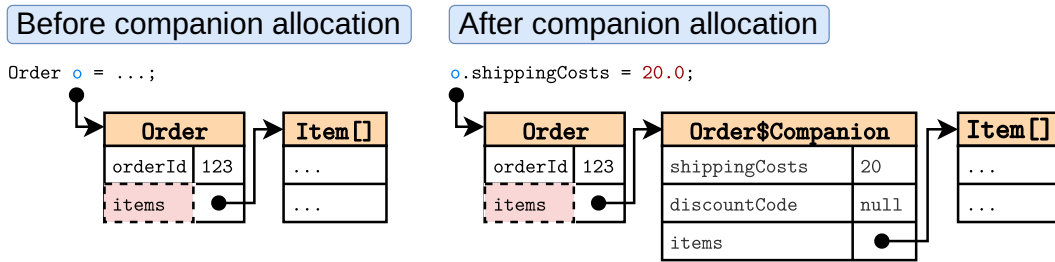 Before companion allocation
Order o = ...;
Order
orderId 123
items
Item[]
...
...
After companion allocation
o.shippingCosts = 20.0;
Order
orderId 123
items
Order$Companion
shippingCosts 20
discountCode null
items
Item[]
...
...